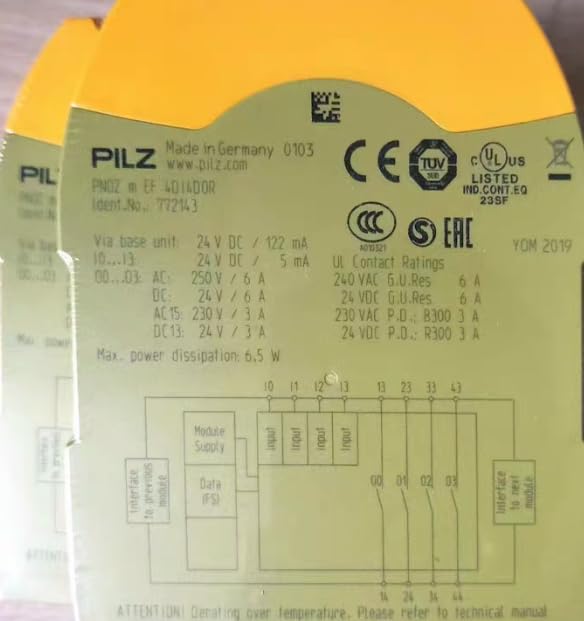 PILZ Made in Germany 0103
www.pilz.com
PNOZ m EF 4DI4DOR
Ident.No.: 772143
CE
TÜV
SÜD
C UL US
LISTED
IND.CONT.EQ
23SF
CCC
A010321
S
EAC
YOM 2019
Via base unit: 24 V DC / 122 mA
I0...I3: 24 V DC / 5 mA
O0...O3: AC: 250 V / 6 A
DC: 24 V / 6 A
AC15: 230 V / 3 A
DC13: 24 V / 3 A
UL Contact Ratings
240 VAC G.U.Res 6 A
24 VDC G.U.Res 6 A
230 VAC P.D.: B300 3 A
24 VDC P.D.: R300 3 A
Max. power dissipation: 6,5 W
I0 I1 I2 I3 13 23 33 43
Module
Supply
Input Input Input Input
Data
(FS)
O0 O1 O2 O3
Interface
to previous
module
Interface
to next
module
14 24 34 44
ATTENTION! Derating over temperature. Please refer to technical manual
PIL